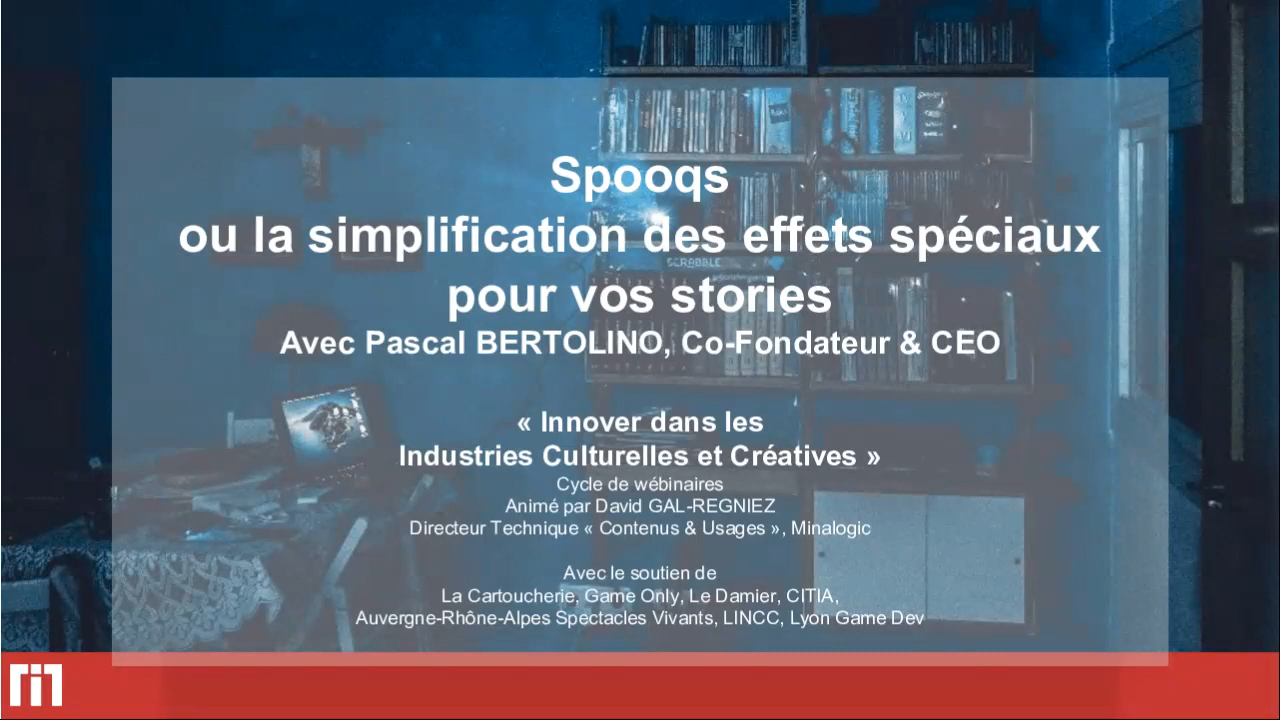 Spooqs
ou la simplification des effets spéciaux
pour vos stories
Avec Pascal BERTOLINO, Co-Fondateur & CEO
« Innover dans les
Industries Culturelles et Créatives »
Cycle de wébinaires
Animé par David GAL-REGNIEZ
Directeur Technique « Contenus & Usages », Minalogic
Avec le soutien de
La Cartoucherie, Game Only, Le Damier, CITIA,
Auvergne-Rhône-Alpes Spectacles Vivants, LINCC, Lyon Game Dev
SCRABBLE